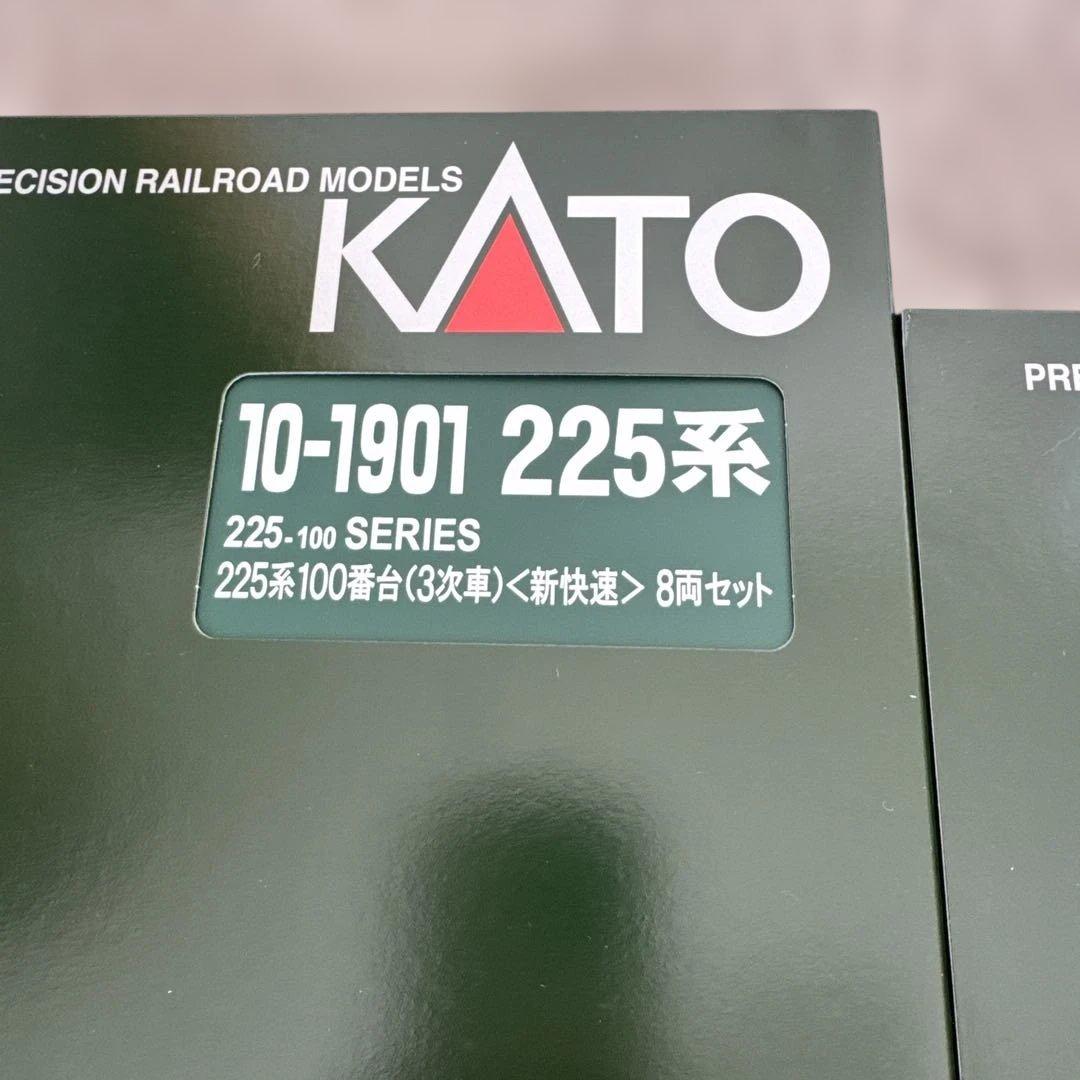 ECISION RAILROAD MODELS
KATO
10-1901 225系
225-100 SERIES
225系100番台(3次車)<新快速> 8両セット
PR